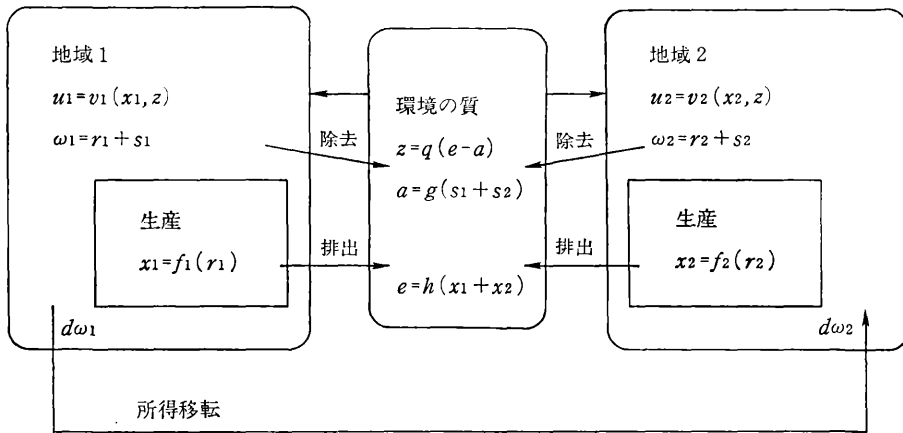 地域1
u1=v1(x1,z)
ω1=r1+s1
生産
x1=f1(r1)
dω1
除去
排出
環境の質
z=q(e-a)
a=g(s1+s2)
e=h(x1+x2)
除去
排出
地域2
u2=v2(x2,z)
ω2=r2+s2
生産
x2=f2(r2)
dω2
所得移転